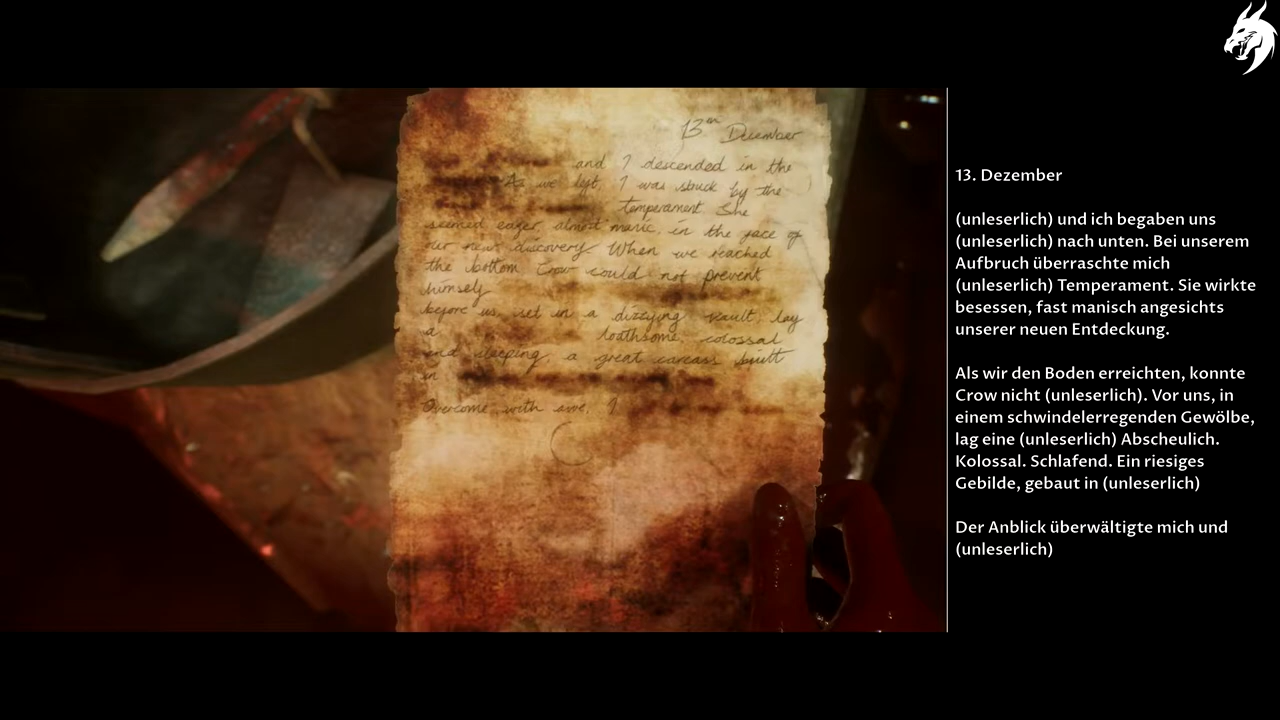 13th December
and I descended in the
As we left, I was struck by the
temperament She
seemed eager almost manic, in the face of
our new discovery. When we reached
the bottom Crow could not prevent
himself
before us, set in a dizzying vault, lay
a loathsome, colossal
and sleeping, a great carcass built
in
Overcome with awe, I
13. Dezember
(unleserlich) und ich begaben uns
(unleserlich) nach unten. Bei unserem
Aufbruch überraschte mich
(unleserlich) Temperament. Sie wirkte
besessen, fast manisch angesichts
unserer neuen Entdeckung.
Als wir den Boden erreichten, konnte
Crow nicht (unleserlich). Vor uns, in
einem schwindelerregenden Gewölbe,
lag eine (unleserlich) Abscheulich.
Kolossal. Schlafend. Ein riesiges
Gebilde, gebaut in (unleserlich)
Der Anblick überwältigte mich und
(unleserlich)